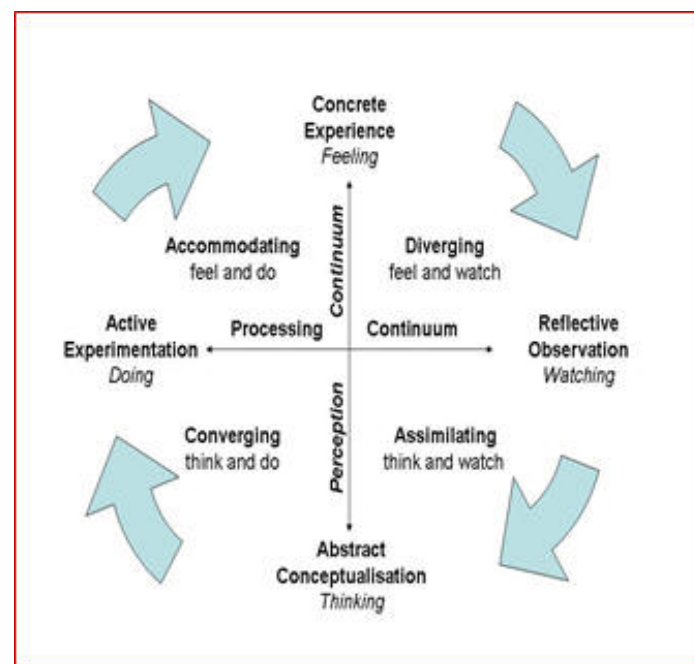 Concrete
Experience
Feeling
Continuum
Accommodating
feel and do
Diverging
feel and watch
Active
Experimentation
Doing
Processing
Continuum
Reflective
Observation
Watching
Converging
think and do
Perception
Assimilating
think and watch
Abstract
Conceptualisation
Thinking